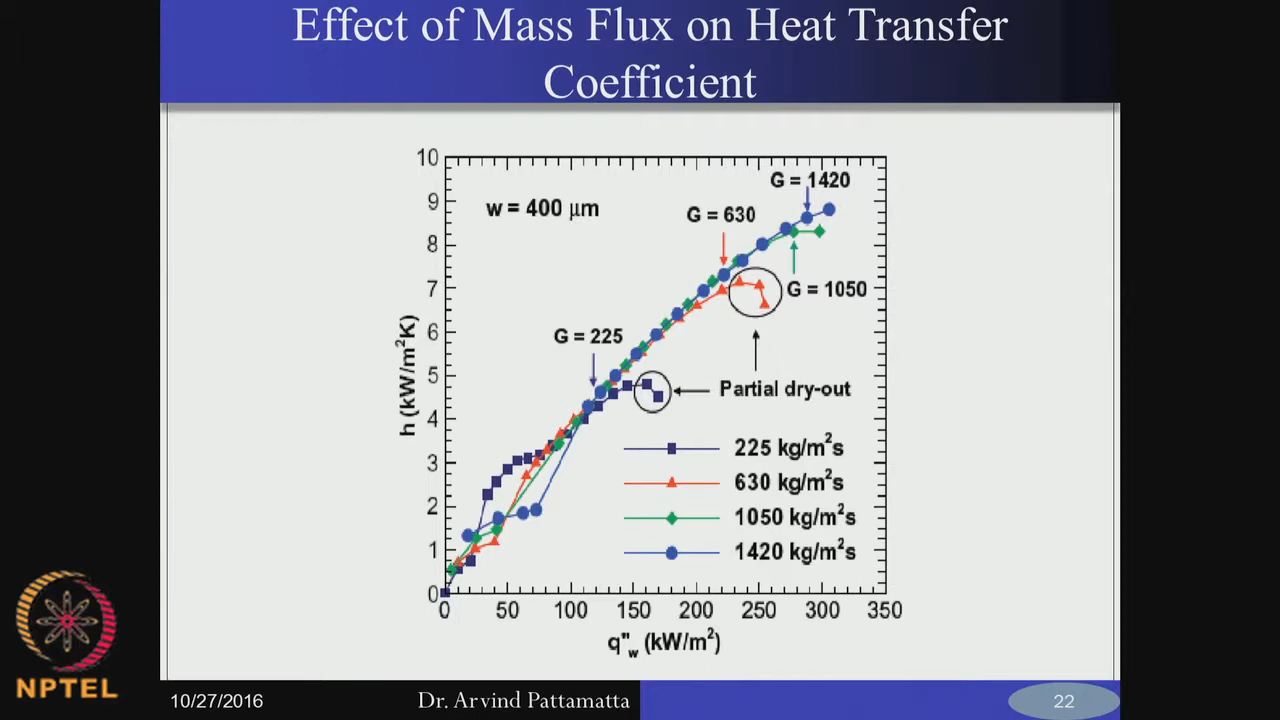 Effect of Mass Flux on Heat Transfer
Coefficient
10
9
8
7
6
5
4
3
2
1
0
h (kW/m²K)
w = 400 μm
G = 1420
G = 630
G = 1050
G = 225
Partial dry-out
225 kg/m²s
630 kg/m²s
1050 kg/m²s
1420 kg/m²s
0 50 100 150 200 250 300 350
q"w (kW/m²)
NPTEL
10/27/2016 Dr. Arvind Pattamatta 22